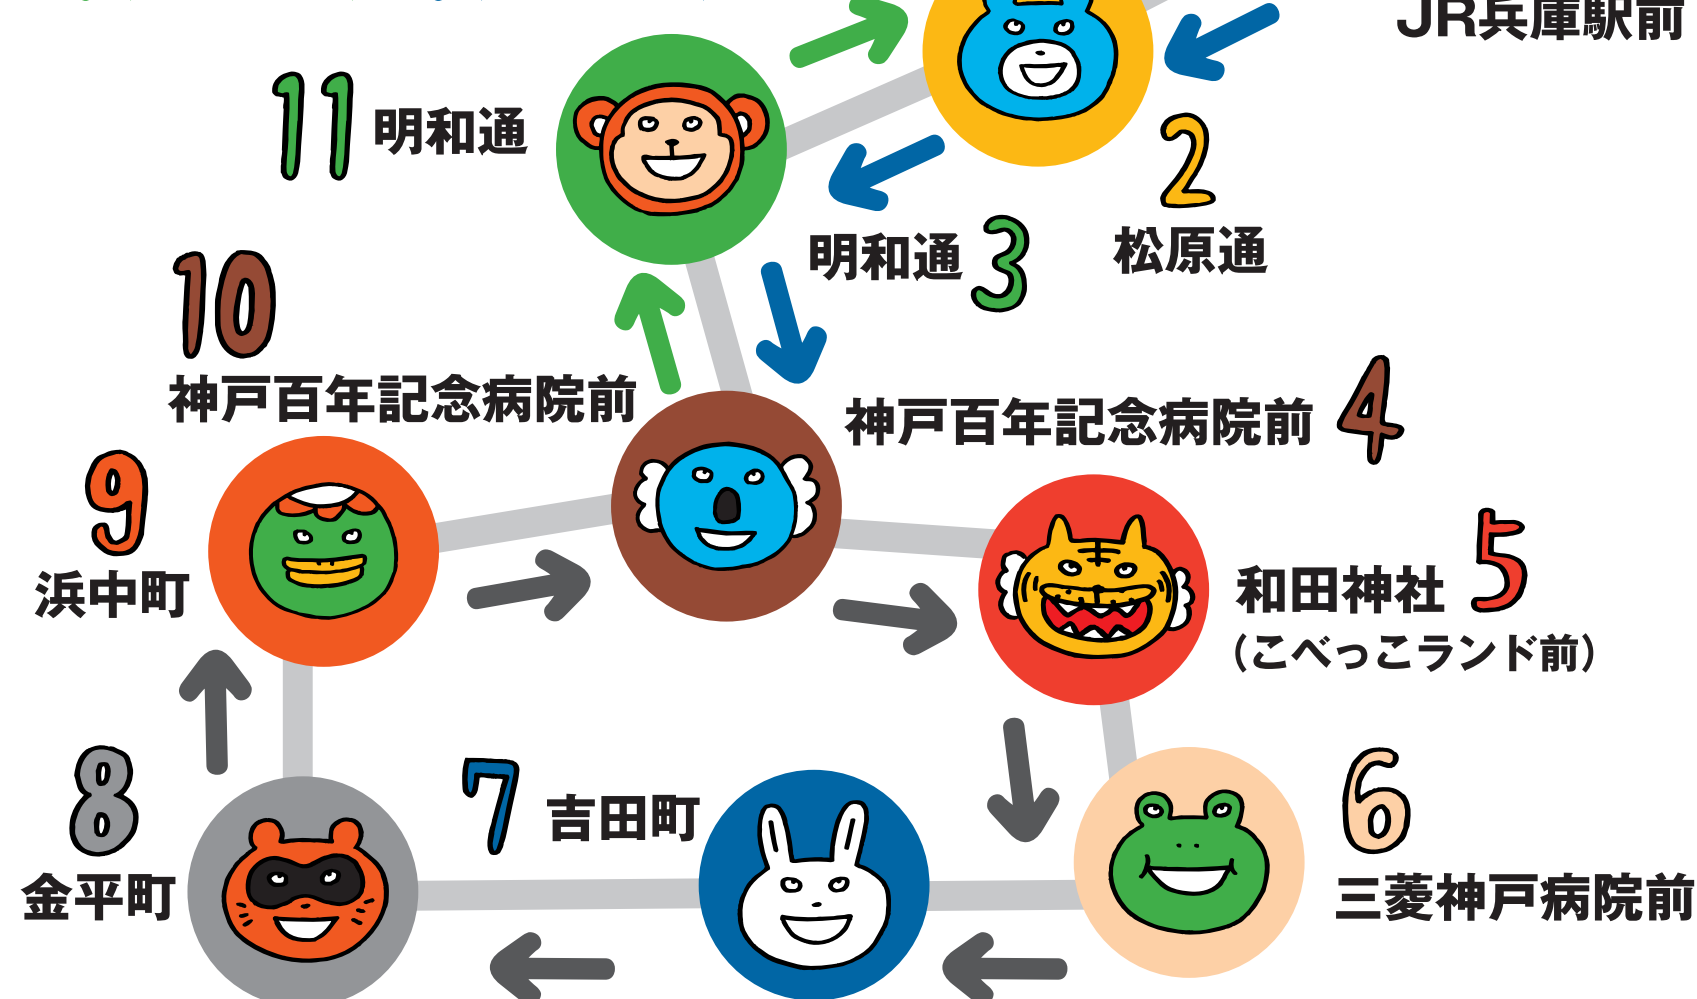 JR兵庫駅前
11 明和通
2
松原通
明和通 3
10
神戸百年記念病院前
神戸百年記念病院前 4
9
浜中町
和田神社 5
(こべっこランド前)
8
金平町
7 吉田町
6
三菱神戸病院前